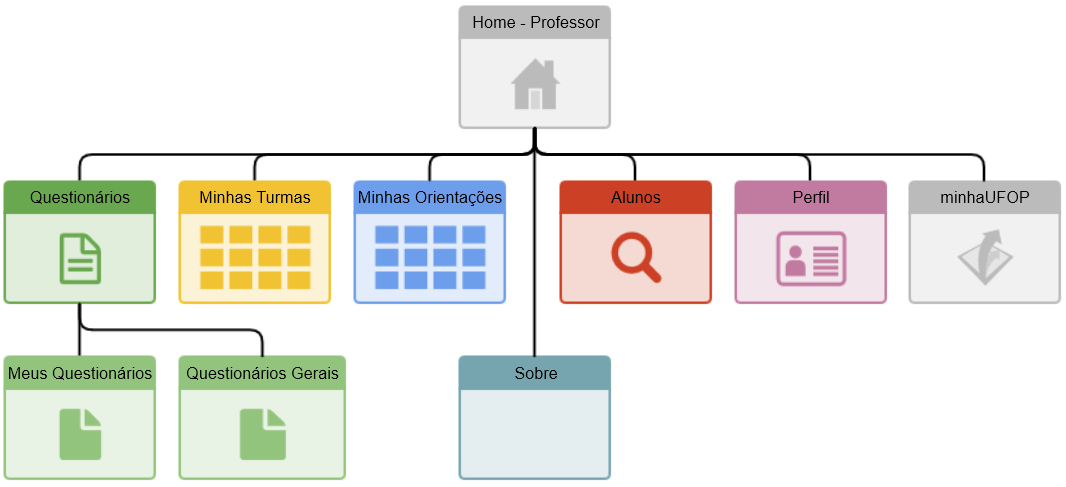 Home - Professor
Questionários
Minhas Turmas
Minhas Orientações
Alunos
Perfil
minhaUFOP
Meus Questionários
Questionários Gerais
Sobre